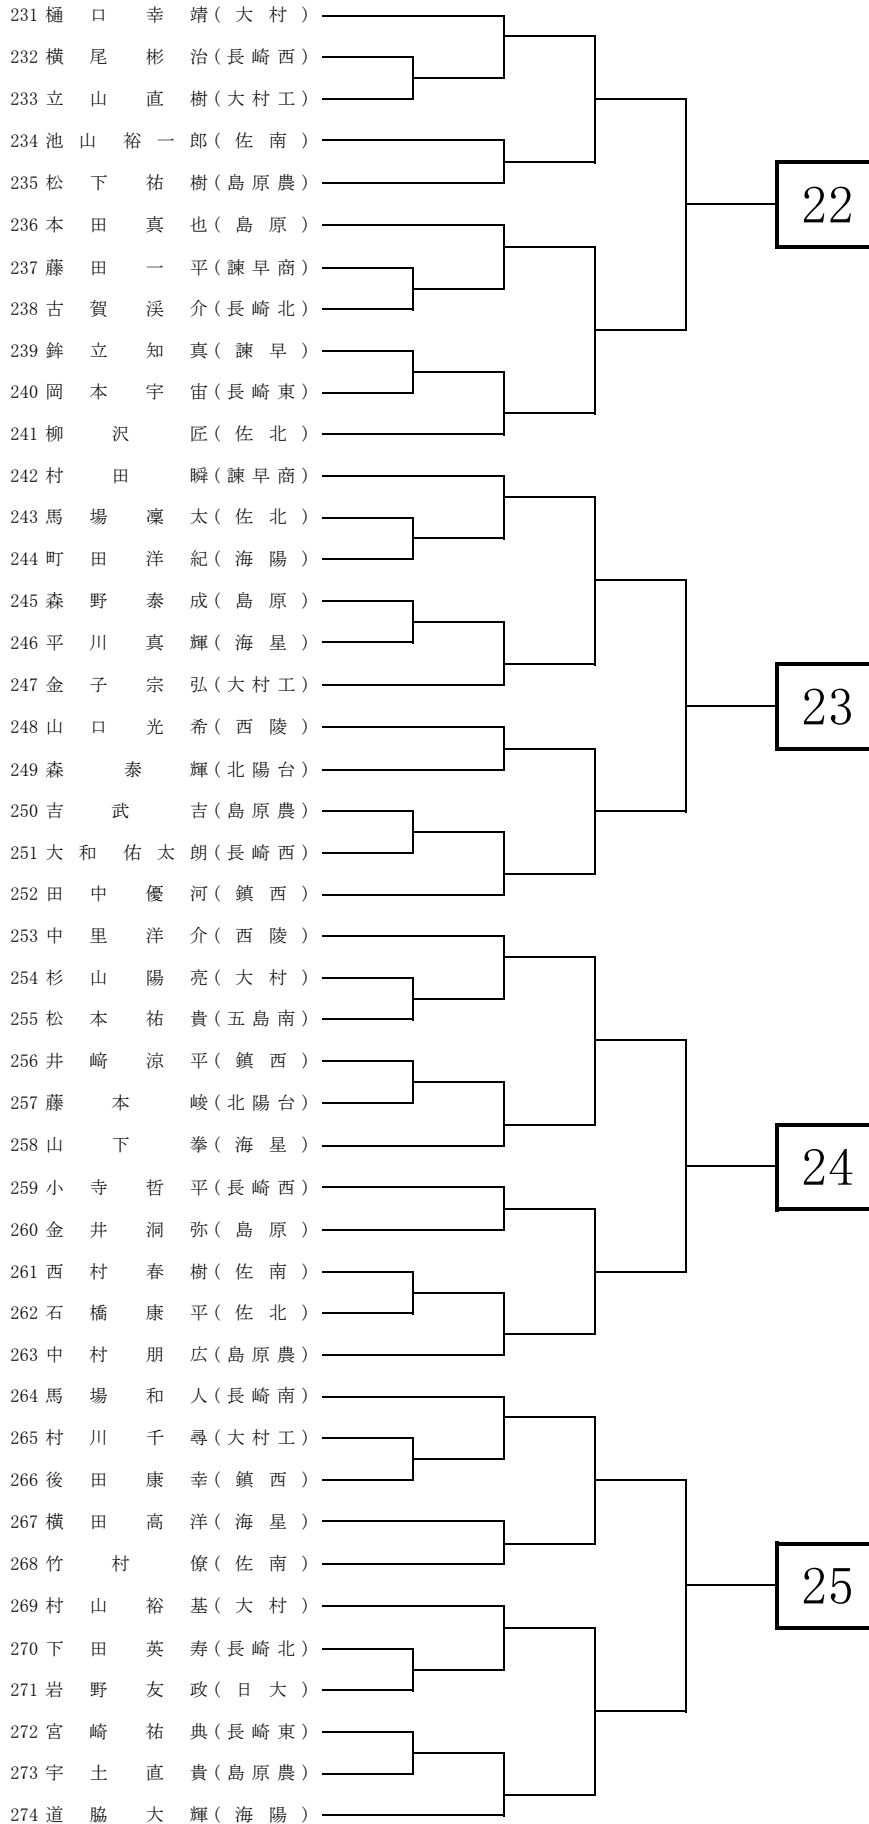 231 樋口幸靖(大村)
232 横尾彬治(長崎西)
233 立山直樹(大村工)
234 池山裕一郎(佐南)
235 松下祐樹(島原農)
22
236 本田真也(島原)
237 藤田一平(諫早商)
238 古賀渓介(長崎北)
239 鉾立知真(諫早)
240 岡本宇宙(長崎東)
241 柳沢匠(佐北)
242 村田瞬(諫早商)
243 馬場凜太(佐北)
244 町田洋紀(海陽)
245 森野泰成(島原)
246 平川真輝(海星)
247 金子宗弘(大村工)
23
248 山口光希(西陵)
249 森泰輝(北陽台)
250 吉武吉(島原農)
251 大和佑太朗(長崎西)
252 田中優河(鎮西)
253 中里洋介(西陵)
254 杉山陽亮(大村)
255 松本祐貴(五島南)
256 井﨑涼平(鎮西)
257 藤本峻(北陽台)
258 山下拳(海星)
24
259 小寺哲平(長崎西)
260 金井洞弥(島原)
261 西村春樹(佐南)
262 石橋康平(佐北)
263 中村朋広(島原農)
264 馬場和人(長崎南)
265 村川千尋(大村工)
266 後田康幸(鎮西)
267 横田高洋(海星)
268 竹村僚(佐南)
25
269 村山裕基(大村)
270 下田英寿(長崎北)
271 岩野友政(日大)
272 宮崎祐典(長崎東)
273 宇土直貴(島原農)
274 道脇大輝(海陽)